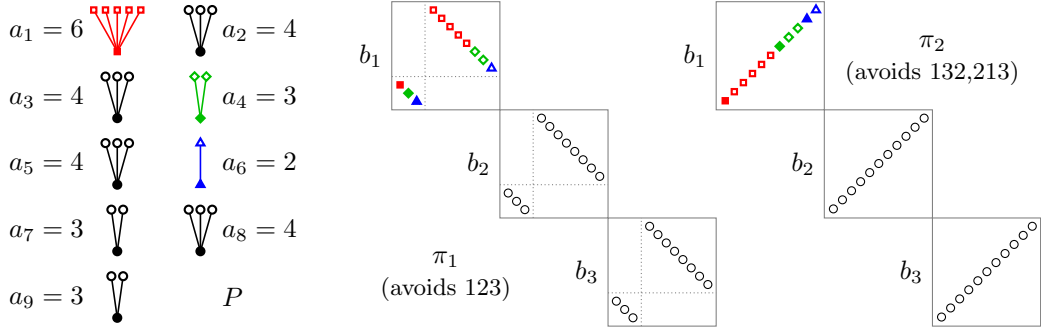 a₁ = 6 a₂ = 4
a₃ = 4 a₄ = 3
a₅ = 4 a₆ = 2
a₇ = 3 a₈ = 4
a₉ = 3 P
b₁
b₂
b₃
π₁
(avoids 123)
b₁
b₂
b₃
π₂
(avoids 132,213)